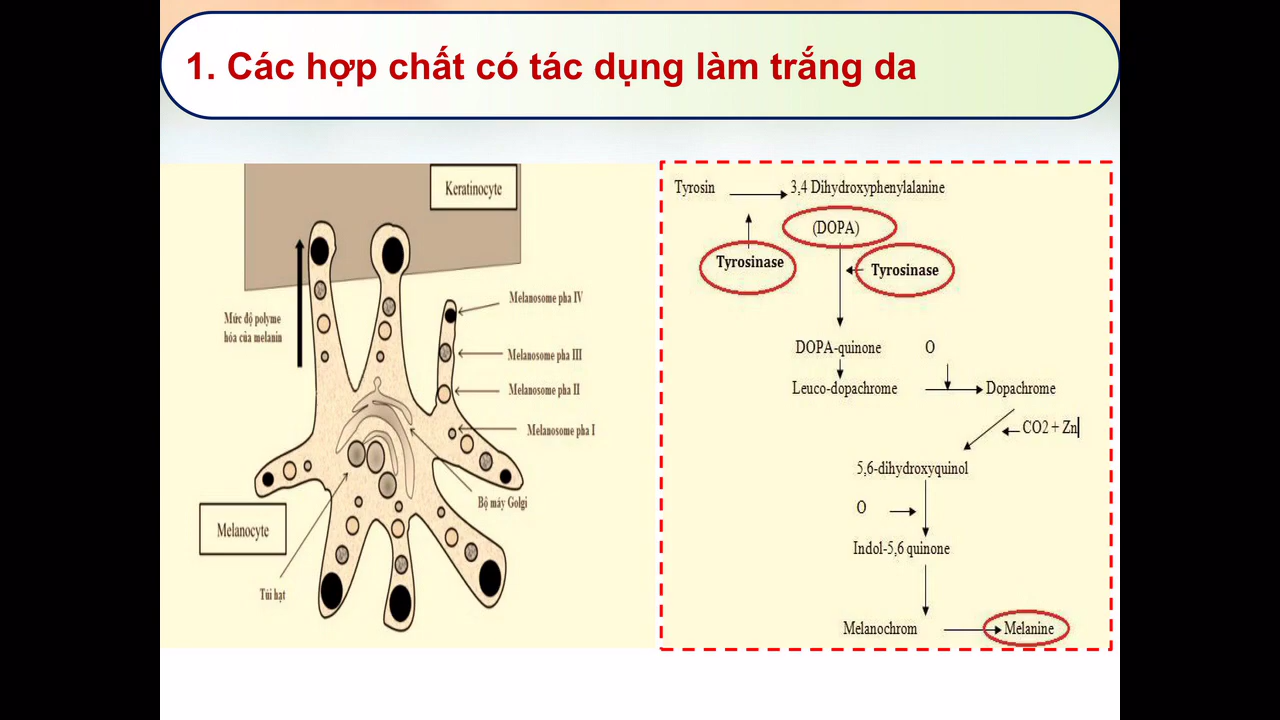 1. Các hợp chất có tác dụng làm trắng da
Keratinocyte
Mức độ polyme
hóa của melanin
Melanosome pha IV
Melanosome pha III
Melanosome pha II
Melanosome pha I
Bộ máy Golgi
Melanocyte
Túi hạt
Tyrosin
3,4 Dihydroxyphenylalanine
(DOPA)
Tyrosinase
Tyrosinase
DOPA-quinone
O
Leuco-dopachrome
Dopachrome
CO2 + Zn
5,6-dihydroxyquinol
O
Indol-5,6 quinone
Melanochrom
Melanine